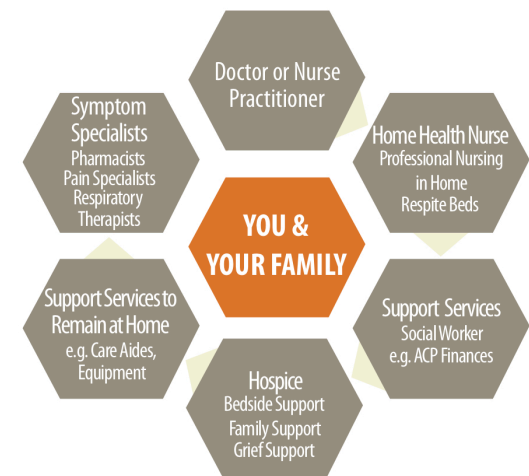 Doctor or Nurse
Practitioner
Symptom
Specialists
Pharmacists
Pain Specialists
Respiratory
Therapists
Home Health Nurse
Professional Nursing
in Home
Respite Beds
YOU &
YOUR FAMILY
Support Services to
Remain at Home
e.g. Care Aides,
Equipment
Support Services
Social Worker
e.g. ACP Finances
Hospice
Bedside Support
Family Support
Grief Support